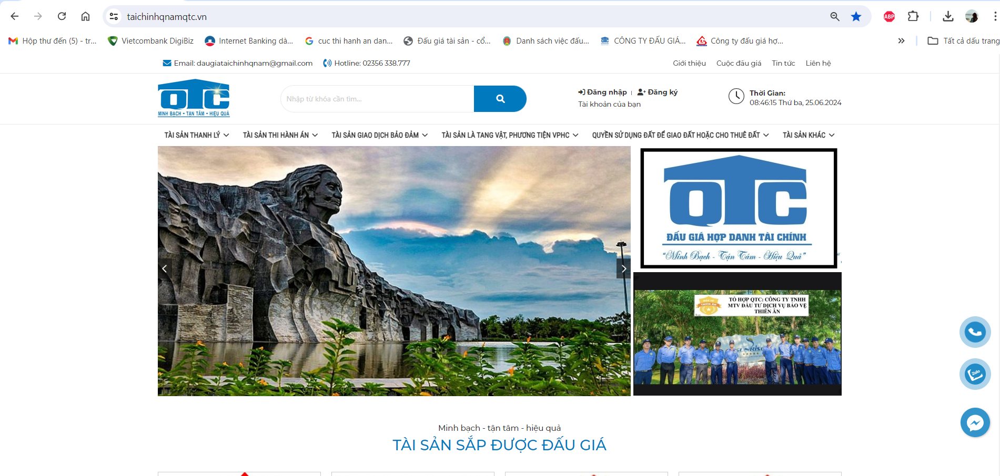 taichinhqnamqtc.vn
ABP
Hộp thư đến (5) - tr...
Vietcombank DigiBiz
Internet Banking dà...
cuc thi hanh an dan...
Đấu giá tài sản - cổ...
Danh sách việc đấu...
CÔNG TY ĐẤU GIÁ...
Công ty đấu giá hợ...
Tất cả dấu trang
Email: daugiataichinhqnam@gmail.com
Hotline: 02356 338.777
Giới thiệu
Cuộc đấu giá
Tin tức
Liên hệ
QTC
MINH BẠCH • TẬN TÂM • HIỆU QUẢ
Nhập từ khóa cần tìm...
Đăng nhập | Đăng ký
Tài khoản của bạn
Thời Gian:
08:46:15 Thứ ba, 25.06.2024
TÀI SẢN THANH LÝ
TÀI SẢN THI HÀNH ÁN
TÀI SẢN GIAO DỊCH BẢO ĐẢM
TÀI SẢN LÀ TANG VẬT, PHƯƠNG TIỆN VPHC
QUYỀN SỬ DỤNG ĐẤT ĐỂ GIAO ĐẤT HOẶC CHO THUÊ ĐẤT
TÀI SẢN KHÁC
QTC
ĐẤU GIÁ HỢP DANH TÀI CHÍNH
“Minh Bạch - Tận Tâm - Hiệu Quả”
THIÊN ÂN
TỔ HỢP QTC: CÔNG TY TNHH
MTV ĐẦU TƯ DỊCH VỤ BẢO VỆ
THIÊN ÂN
SUNRISE
Zalo
Minh bạch - tận tâm - hiệu quả
TÀI SẢN SẮP ĐƯỢC ĐẤU GIÁ